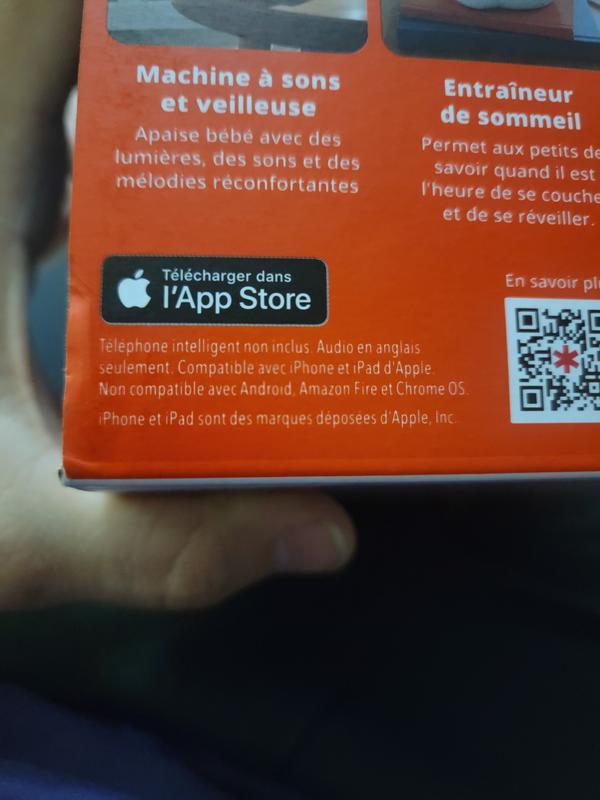 Machine à sons
et veilleuse
Apaise bébé avec des
lumières, des sons et des
mélodies réconfortantes
Entraîneur
de sommeil
Permet aux petits de
savoir quand il est
l'heure de se couche
et de se réveiller.
Télécharger dans
l'App Store
Téléphone intelligent non inclus. Audio en anglais
seulement. Compatible avec iPhone et iPad d'Apple.
Non compatible avec Android, Amazon Fire et Chrome OS.
iPhone et iPad sont des marques déposées d'Apple, Inc.
En savoir plu